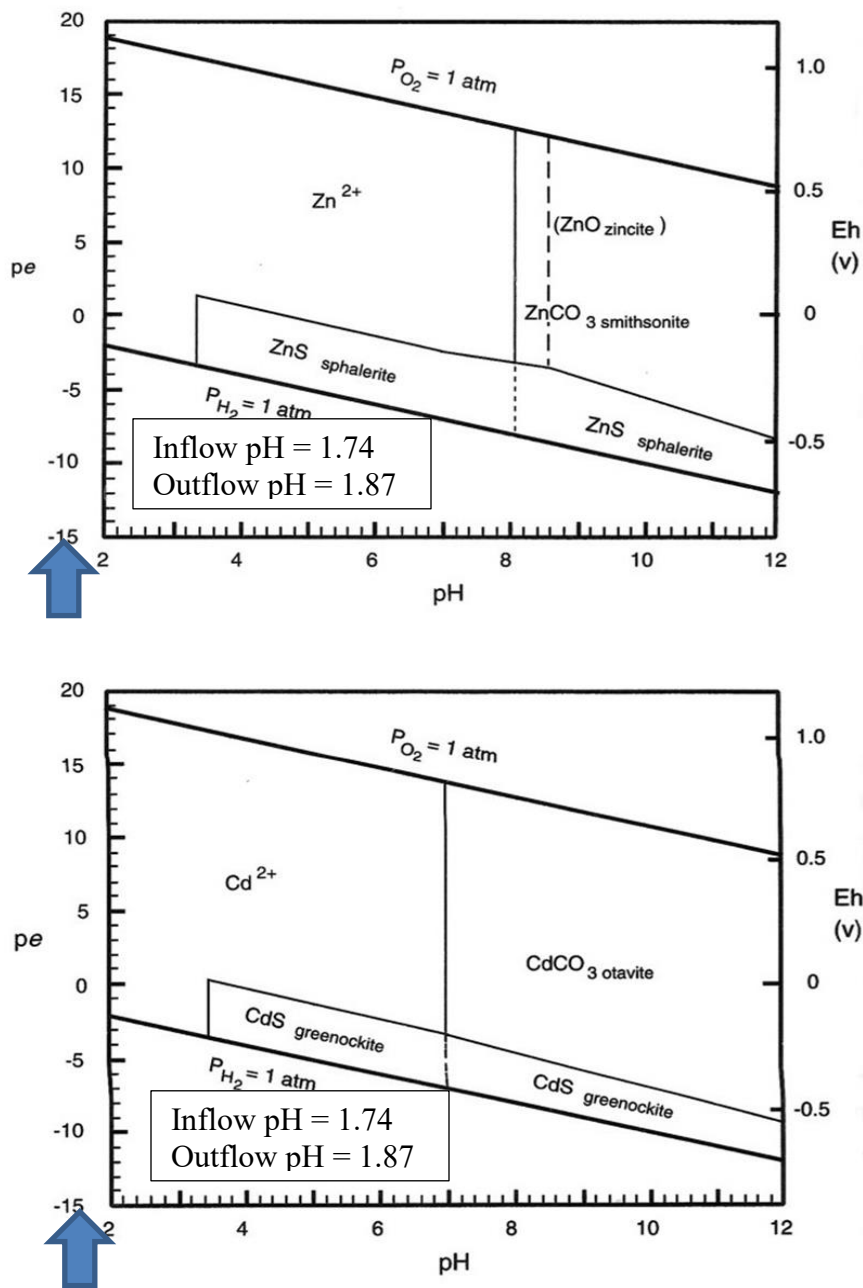 20
15
10
5
0
-5
-10
-15
pe
P O2 = 1 atm
1.0
0.5
0
-0.5
Eh
(v)
Zn 2+
(ZnO zincite )
ZnCO 3 smithsonite
ZnS sphalerite
ZnS sphalerite
P H2 = 1 atm
Inflow pH = 1.74
Outflow pH = 1.87
2 4 6 8 10 12
pH
20
15
10
5
0
-5
-10
-15
pe
P O2 = 1 atm
1.0
0.5
0
-0.5
Eh
(v)
Cd 2+
CdCO 3 otavite
CdS greenockite
CdS greenockite
P H2 = 1 atm
Inflow pH = 1.74
Outflow pH = 1.87
2 4 6 8 10 12
pH